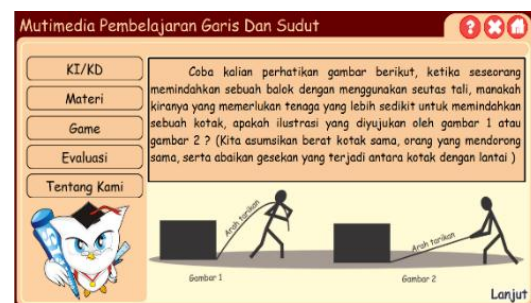 Mutimedia Pembelajaran Garis Dan Sudut
KI/KD
Materi
Game
Evaluasi
Tentang Kami
Coba kalian perhatikan gambar berikut, ketika seseorang
memindahkan sebuah balok dengan menggunakan seutas tali, manakah
kiranya yang memerlukan tenaga yang lebih sedikit untuk memindahkan
sebuah kotak, apakah ilustrasi yang diyujukan oleh gambar 1 atau
gambar 2 ? (Kita asumsikan berat kotak sama, orang yang mendorong
sama, serta abaikan gesekan yang terjadi antara kotak dengan lantai )
Arah tarikan
Arah tarikan
Gambar 1
Gambar 2
Lanjut